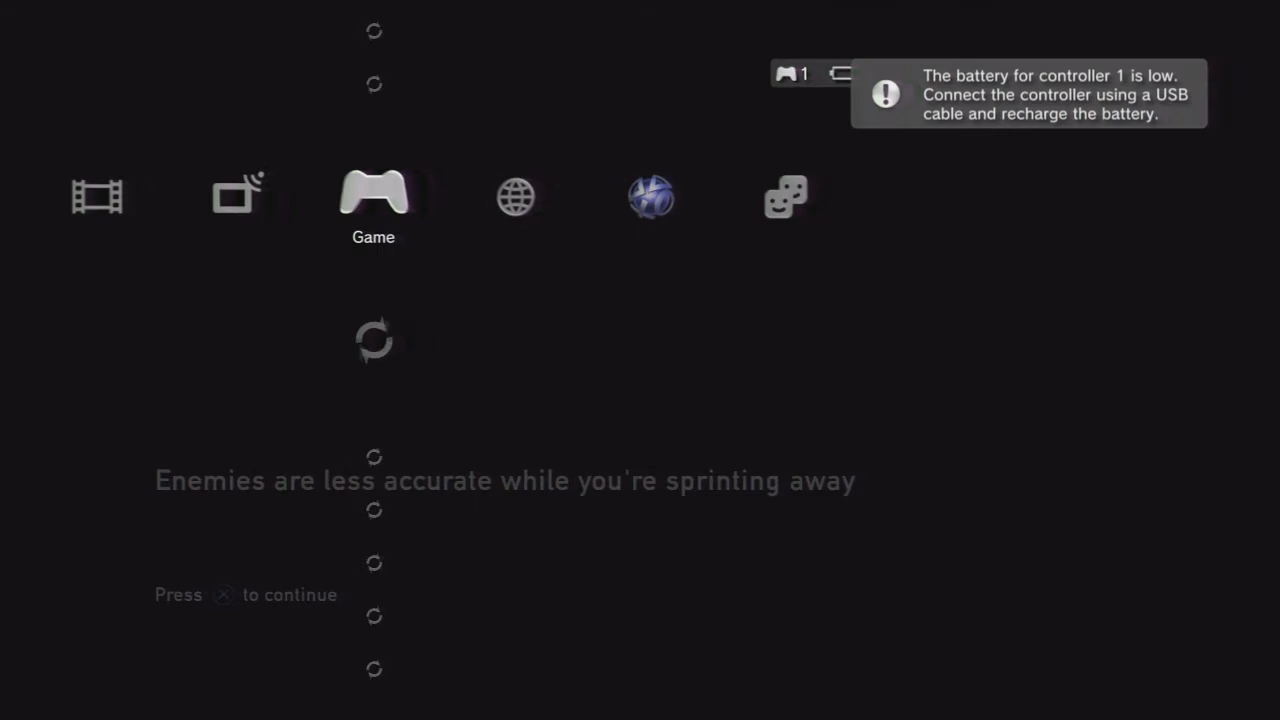 1
The battery for controller 1 is low.
Connect the controller using a USB
cable and recharge the battery.
Game
Enemies are less accurate while you're sprinting away
Press ⓧ to continue